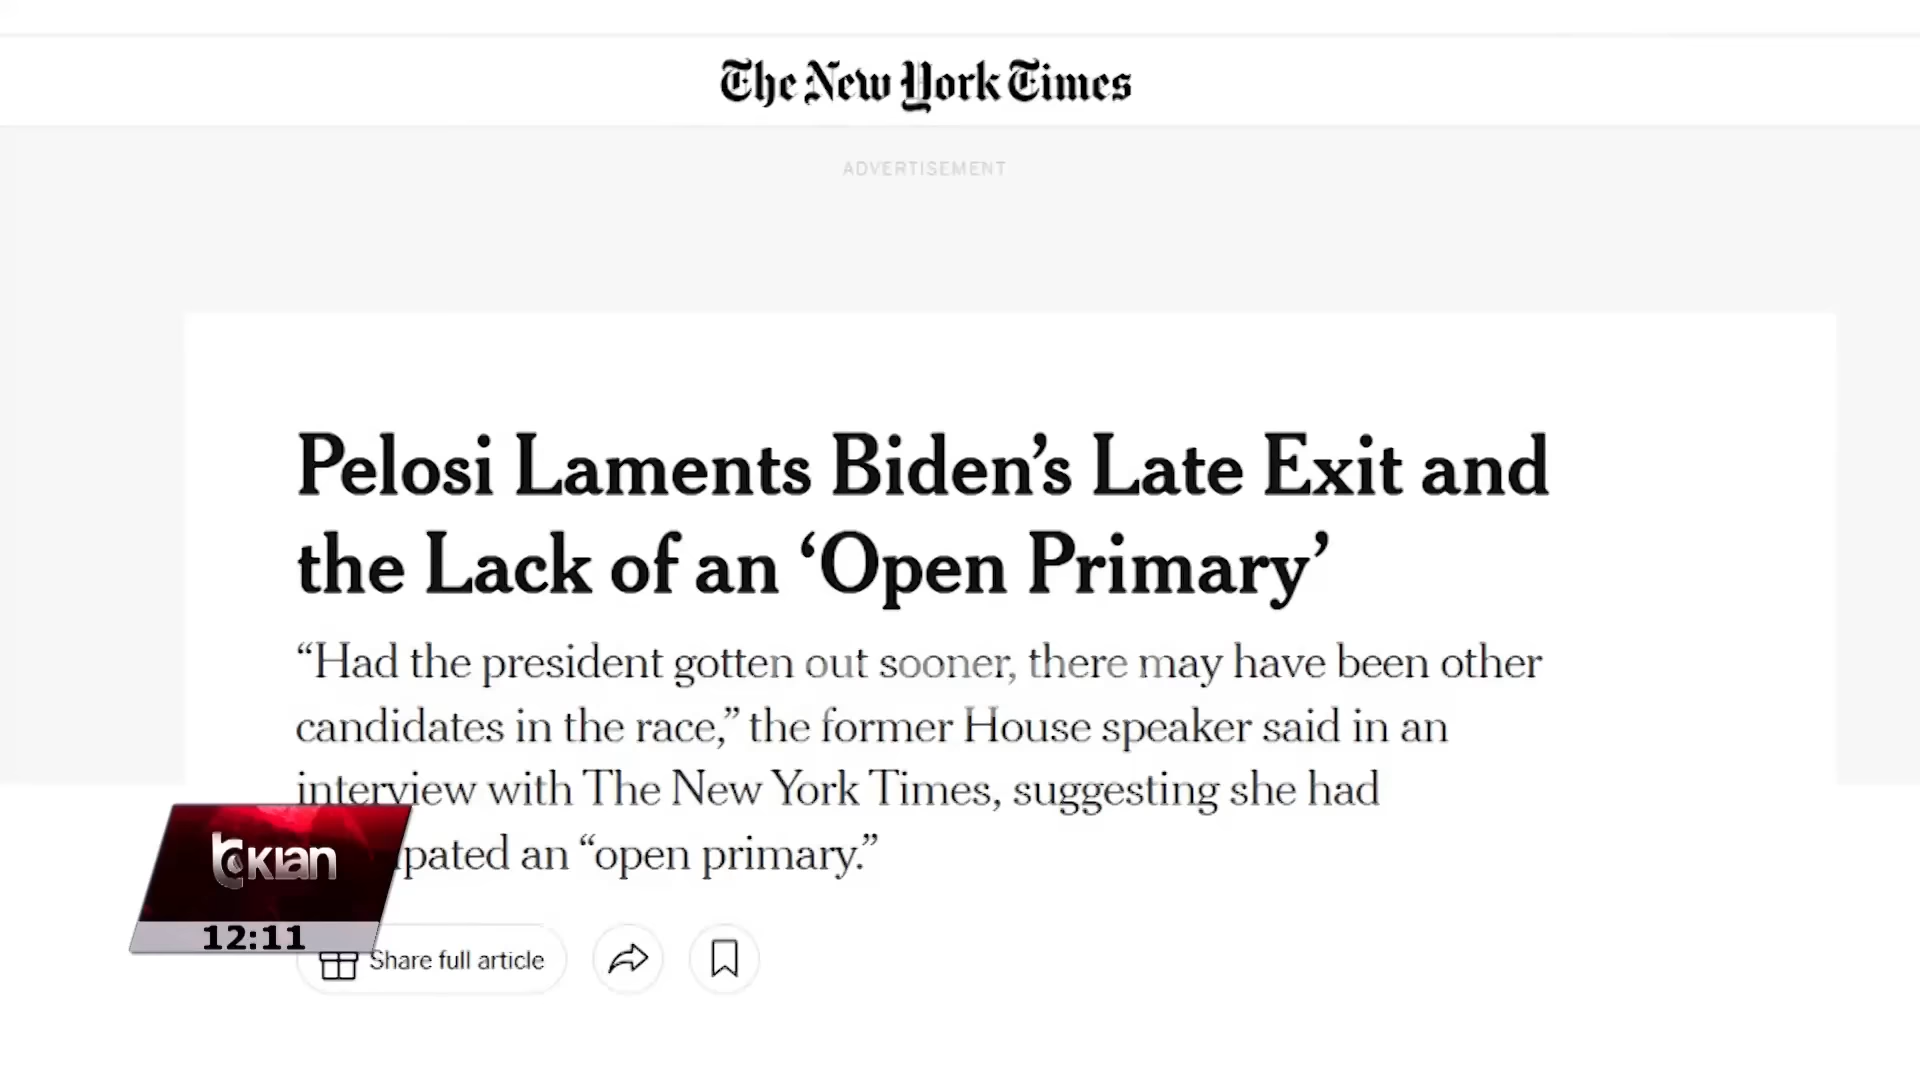 The New York Times
ADVERTISEMENT
Pelosi Laments Biden’s Late Exit and
the Lack of an ‘Open Primary’
“Had the president gotten out sooner, there may have been other
candidates in the race,” the former House speaker said in an
interview with The New York Times, suggesting she had
an “open primary.”
tv klan
12:11
Share full article